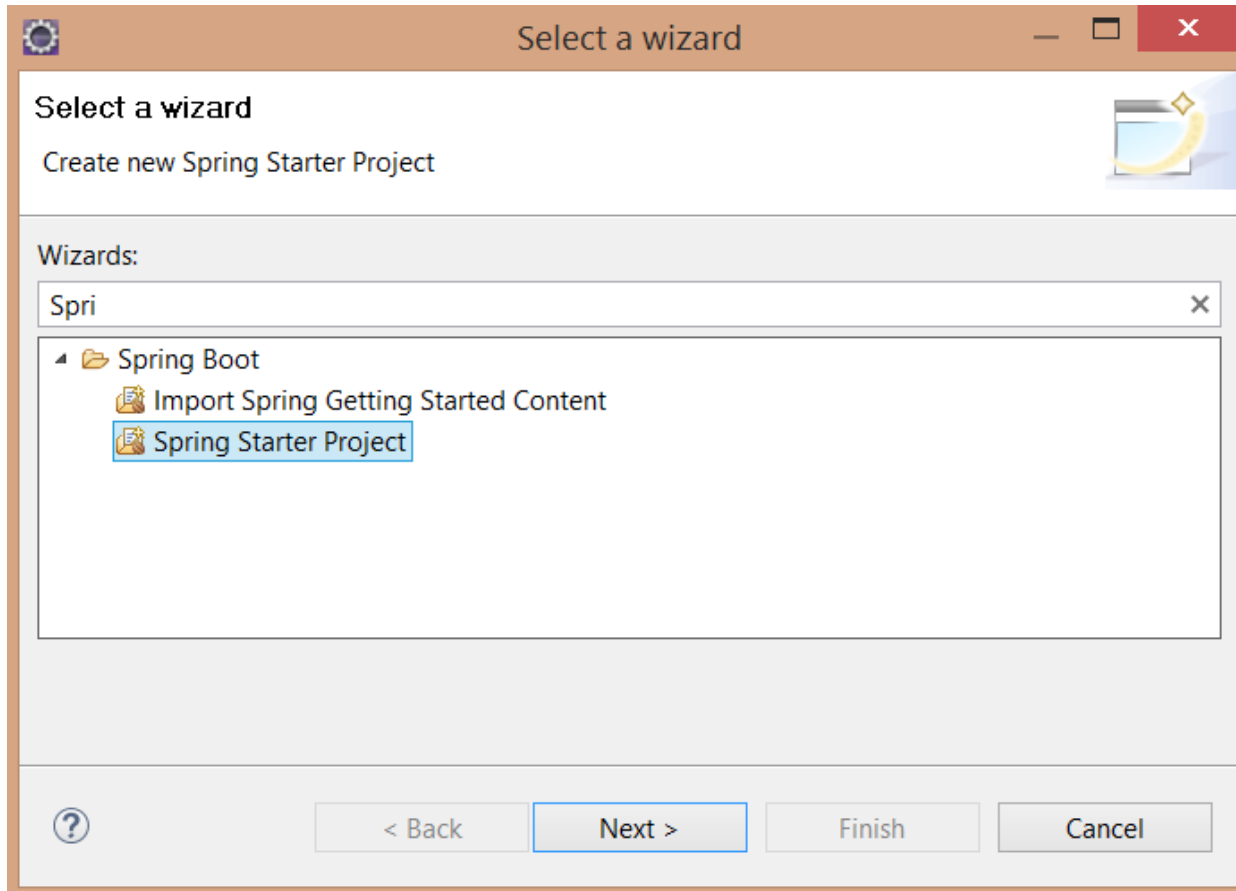 Select a wizard
Select a wizard
Create new Spring Starter Project
Wizards:
Spri
Spring Boot
Import Spring Getting Started Content
Spring Starter Project
< Back Next > Finish Cancel